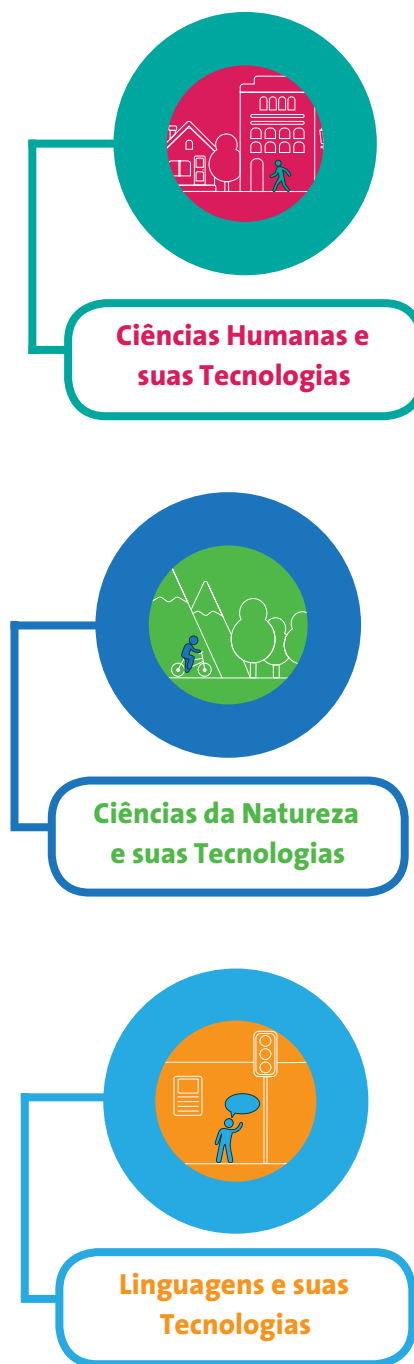 Ciências Humanas e
suas Tecnologias
Ciências da Natureza
e suas Tecnologias
Linguagens e suas
Tecnologias